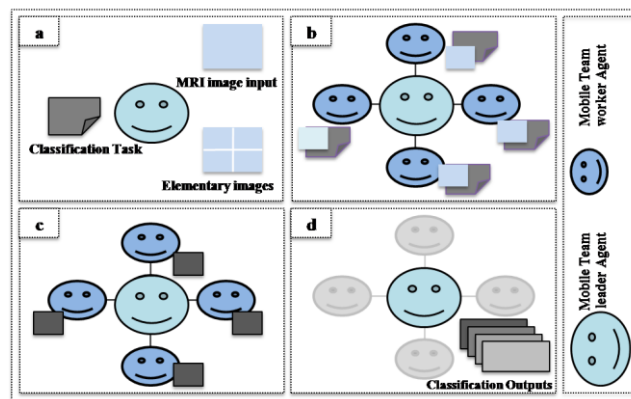 a
MRI image input
Classification Task
Elementary images
b
c
d
Classification Outputs
Mobile Team
worker Agent
Mobile Team
leader Agent